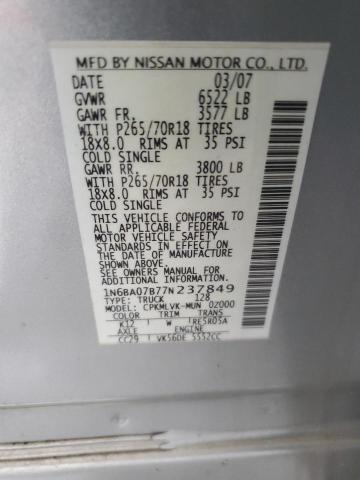 MFD BY NISSAN MOTOR CO., LTD.
DATE 03/07
GVWR 6522 LB
GAWR FR. 3577 LB
WITH P265/70R18 TIRES
18x8.0 RIMS AT 35 PSI
COLD SINGLE
GAWR RR. 3800 LB
WITH P265/70R18 TIRES
18x8.0 RIMS AT 35 PSI
COLD SINGLE
THIS VEHICLE CONFORMS TO
ALL APPLICABLE FEDERAL
MOTOR VEHICLE SAFETY
STANDARDS IN EFFECT ON
THE DATE OF MANUFACTURE
SEE OWNERS MANUAL FOR
ADDITIONAL INFORMATION.
1N6BA07B77N237849
TYPE: TRUCK 128
MODEL: CPKMLVK-MUN 0Z000
COLOR TRIM TRANS
K12 W RE5R05A
AXLE ENGINE
CC29 VK56DE 5552CC